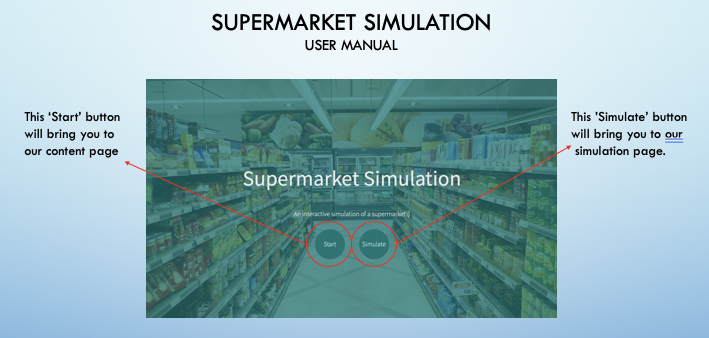 SUPERMARKET SIMULATION
USER MANUAL
This 'Start' button
will bring you to
our content page
This 'Simulate' button
will bring you to our
simulation page.
Supermarket Simulation
An interactive simulation of a supermarket:)
Start
Simulate